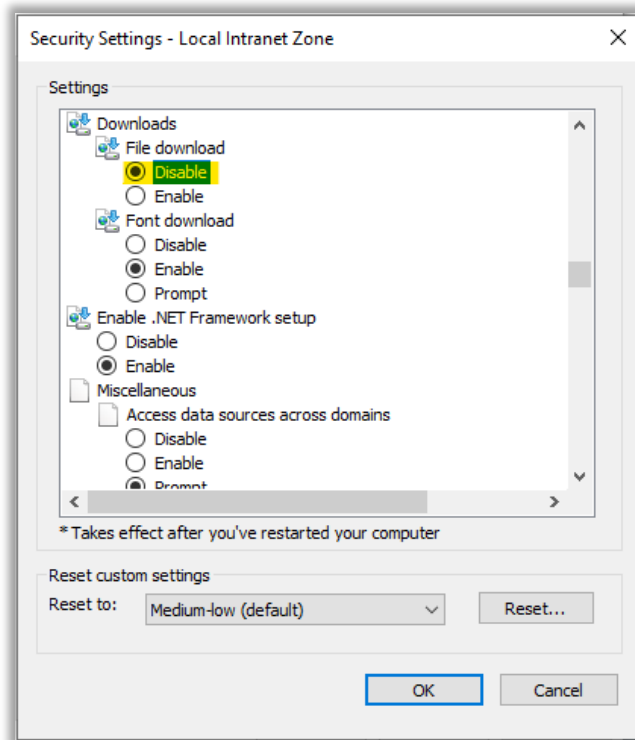 Security Settings - Local Intranet Zone
Settings
Downloads
File download
Disable
Enable
Font download
Disable
Enable
Prompt
Enable .NET Framework setup
Disable
Enable
Miscellaneous
Access data sources across domains
Disable
Enable
Prompt
* Takes effect after you've restarted your computer
Reset custom settings
Reset to: Medium-low (default) Reset...
OK Cancel